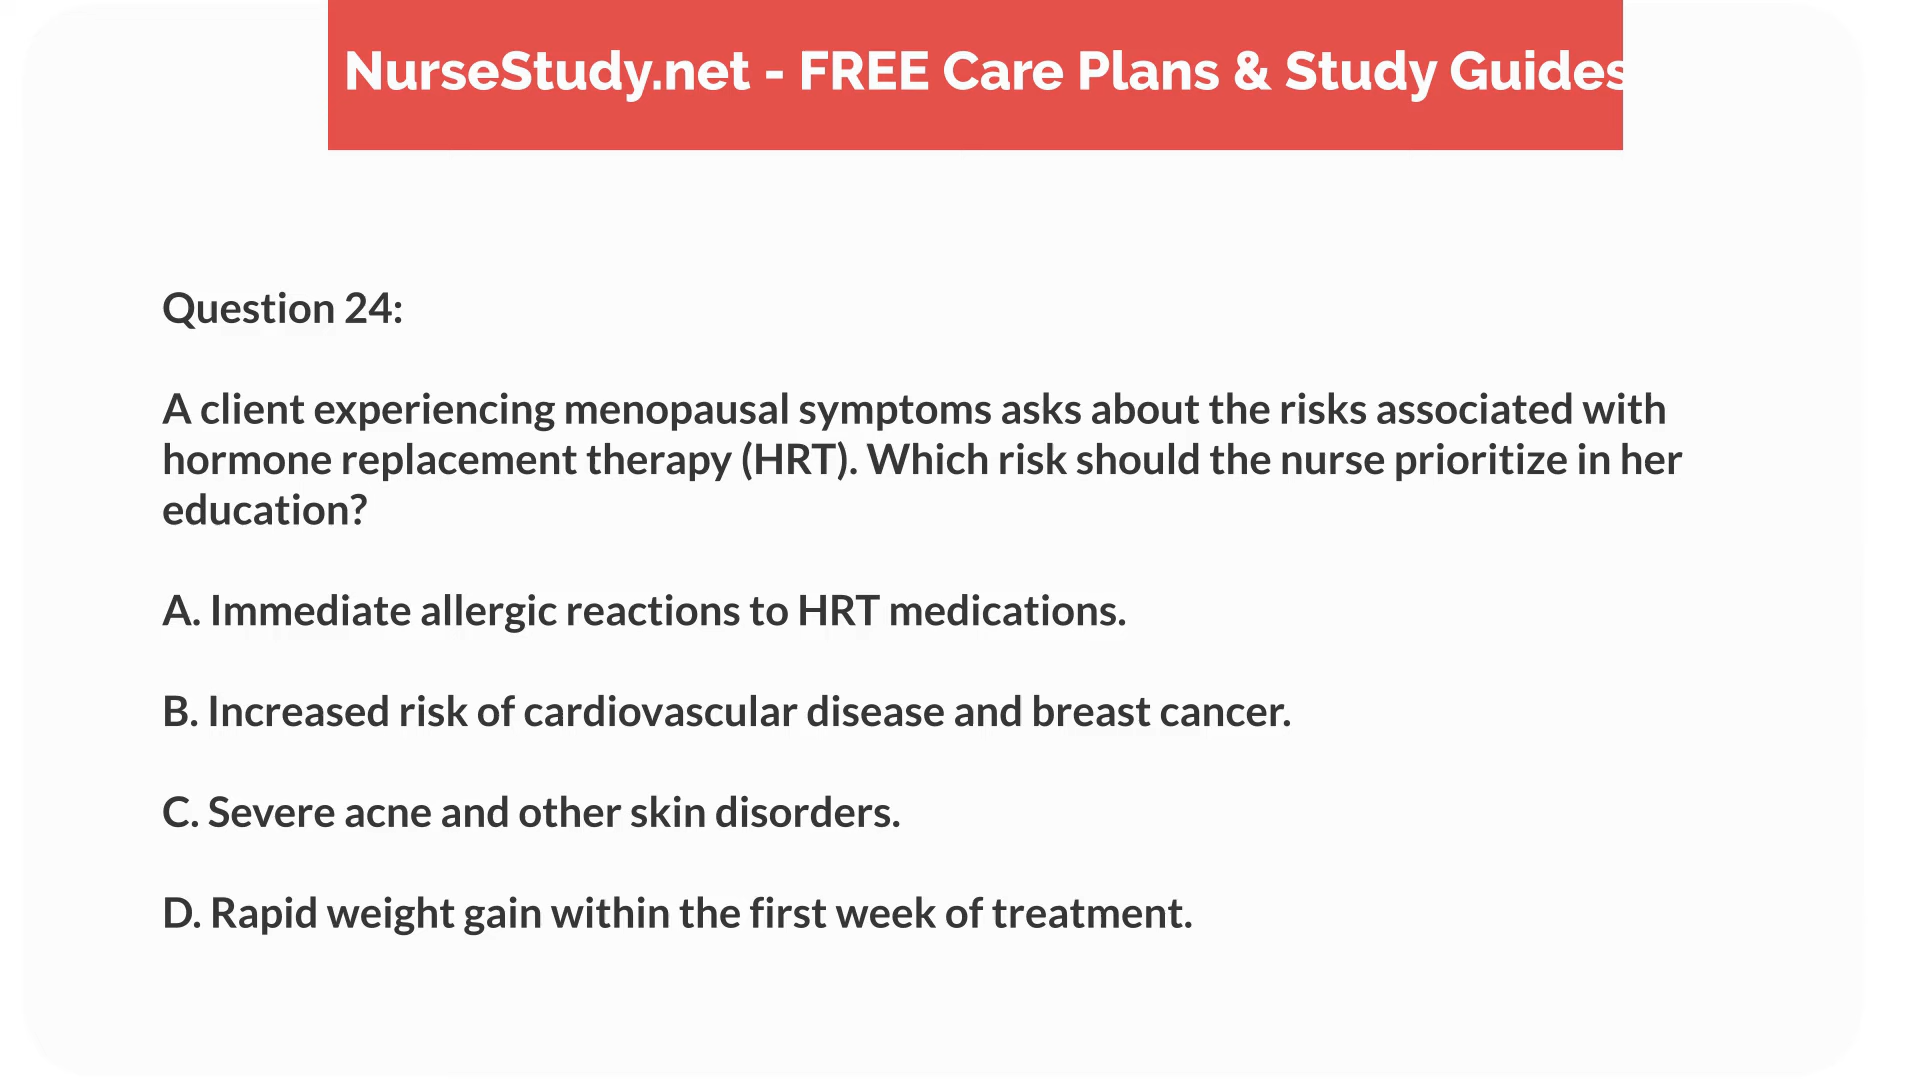 NurseStudy.net - FREE Care Plans & Study Guides
Question 24:
A client experiencing menopausal symptoms asks about the risks associated with
hormone replacement therapy (HRT). Which risk should the nurse prioritize in her
education?
A. Immediate allergic reactions to HRT medications.
B. Increased risk of cardiovascular disease and breast cancer.
C. Severe acne and other skin disorders.
D. Rapid weight gain within the first week of treatment.